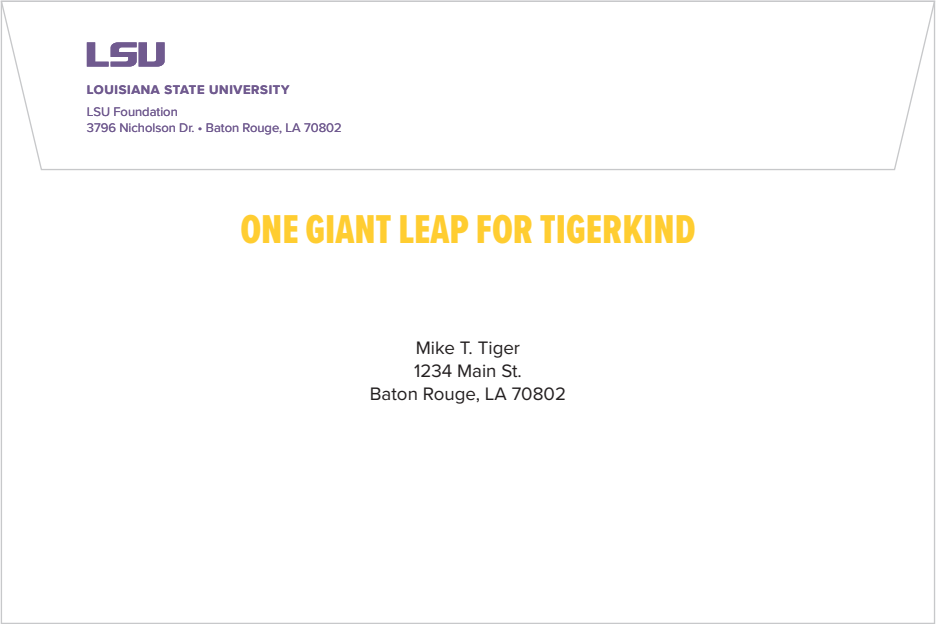 LSU
LOUISIANA STATE UNIVERSITY
LSU Foundation
3796 Nicholson Dr. • Baton Rouge, LA 70802
ONE GIANT LEAP FOR TIGERKIND
Mike T. Tiger
1234 Main St.
Baton Rouge, LA 70802